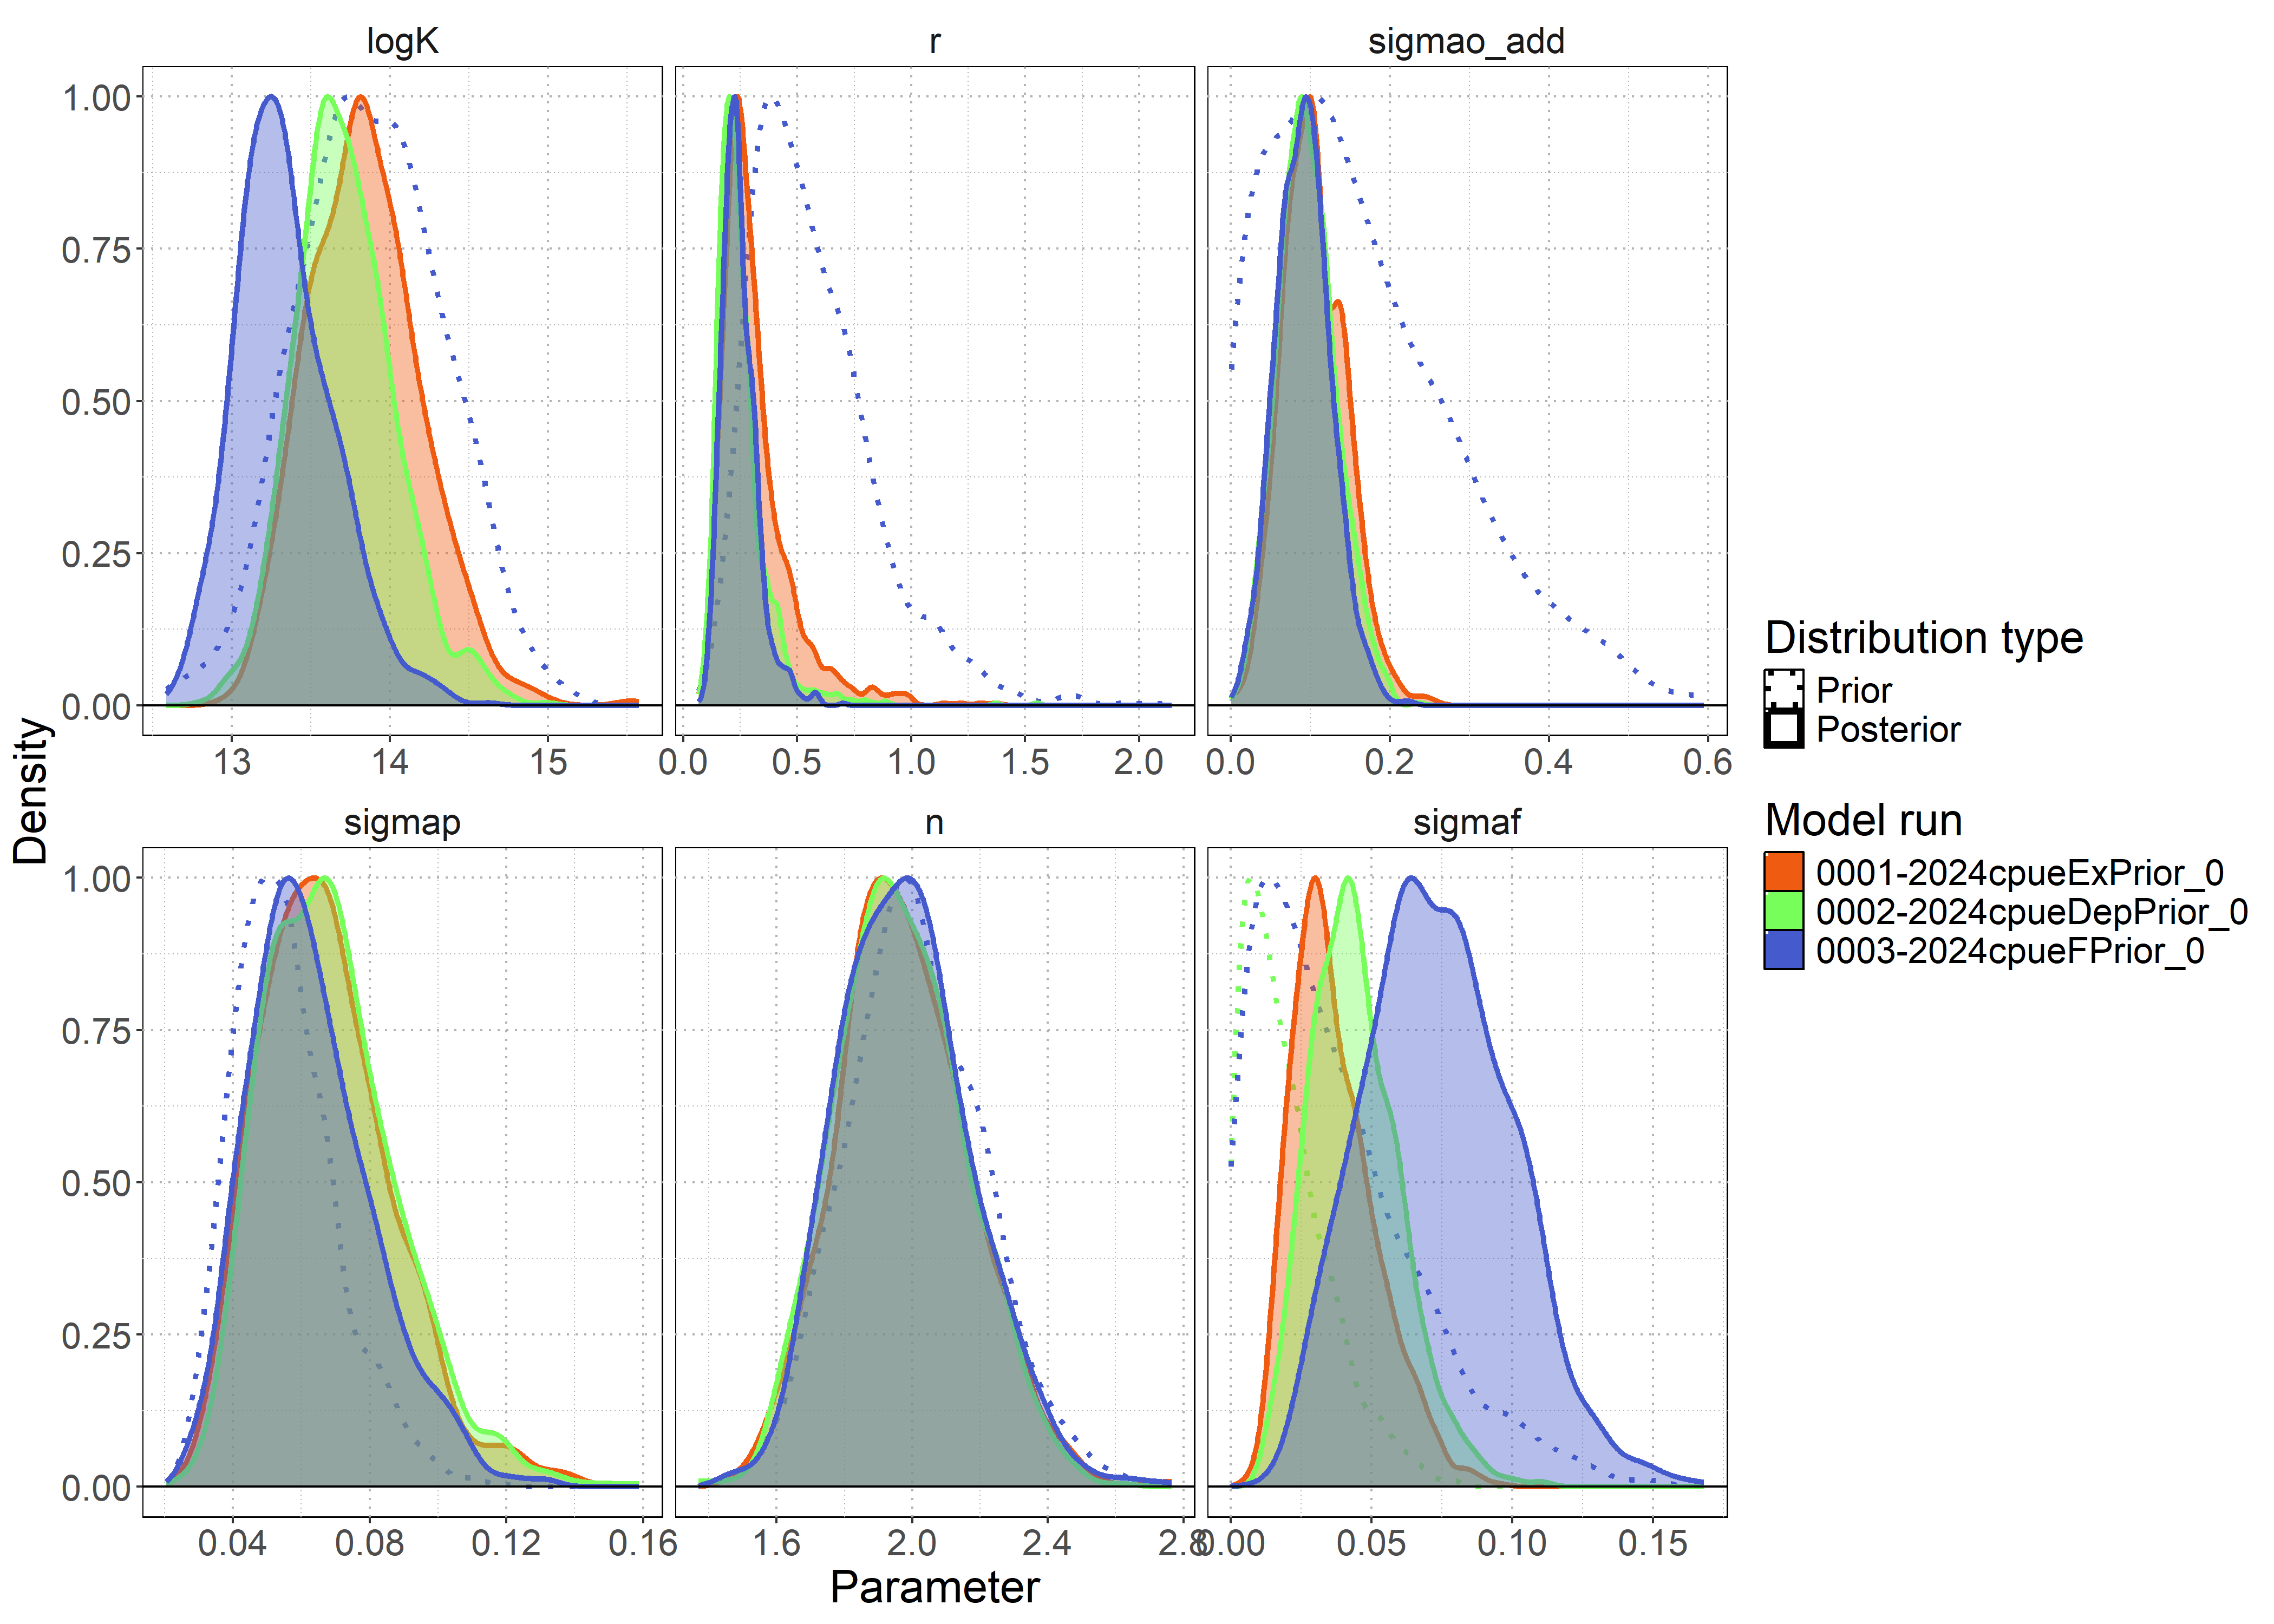 logK r sigmao_add
1.00
0.75
0.50
0.25
0.00
13 14 15 0.0 0.5 1.0 1.5 2.0 0.0 0.2 0.4 0.6
sigmap n sigmaf
1.00
0.75
0.50
0.25
0.00
0.04 0.08 0.12 0.16 1.6 2.0 2.4 2.8 0.00 0.05 0.10 0.15
Density
Parameter
Distribution type
Prior
Posterior
Model run
0001-2024cpueExPrior_0
0002-2024cpueDepPrior_0
0003-2024cpueFPrior_0